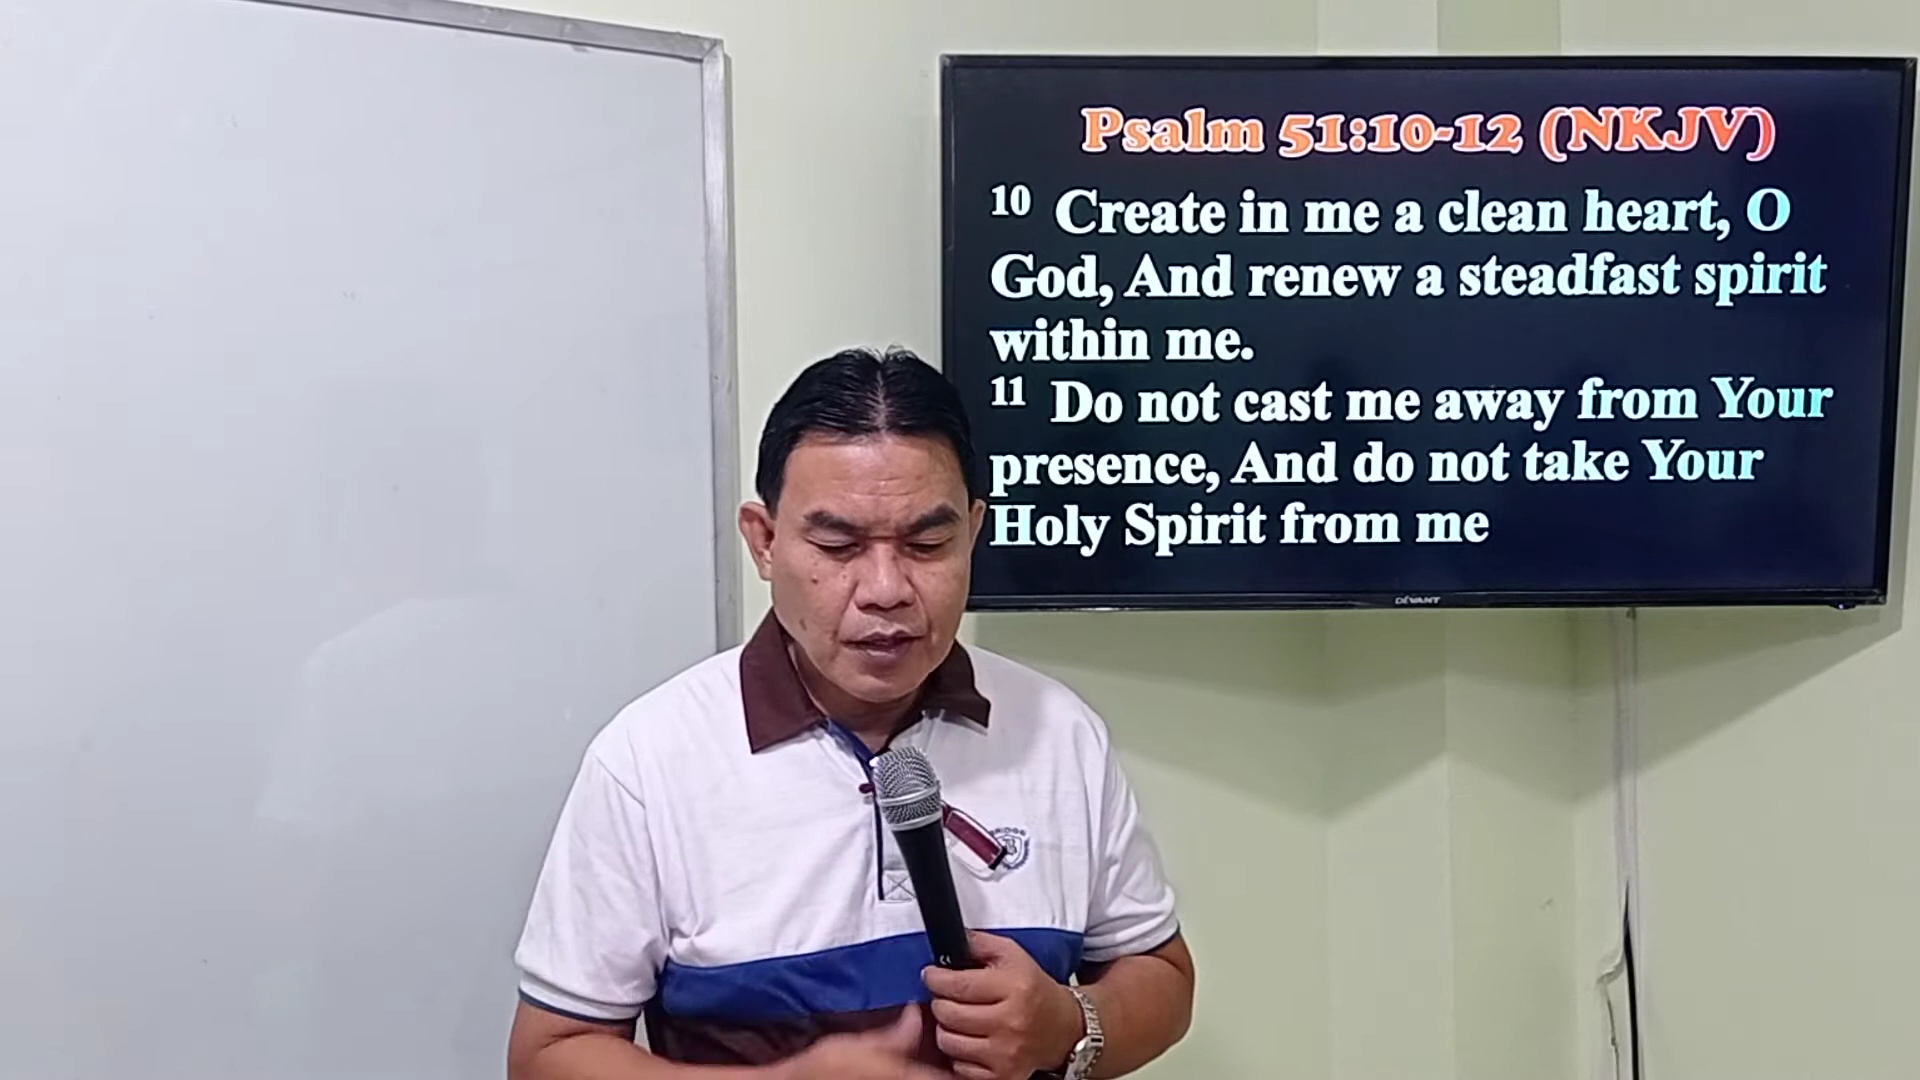 Psalm 51:10-12 (NKJV)
10 Create in me a clean heart, O
God, And renew a steadfast spirit
within me.
11 Do not cast me away from Your
presence, And do not take Your
Holy Spirit from me
DEVANT